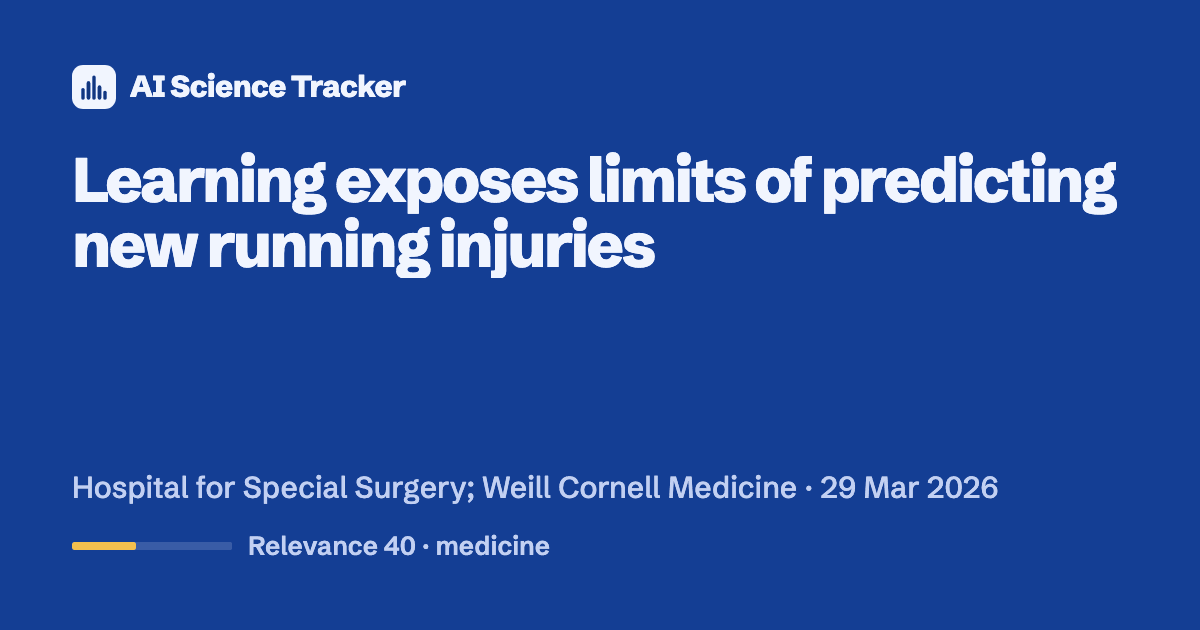 AI Science Tracker
Learning exposes limits of predicting
new running injuries
Hospital for Special Surgery; Weill Cornell Medicine · 29 Mar 2026
Relevance 40 · medicine